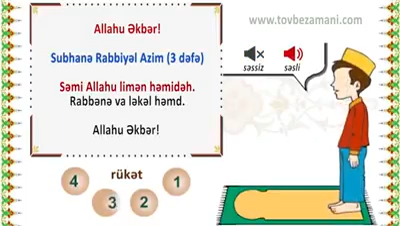 www.tovbezamani.com
Allahu Əkbər!
Subhanə Rabbiyəl Azim (3 dəfə)
Səmi Allahu limən həmidəh.
Rabbənə va ləkəl həmd.
Allahu Əkbər!
səssiz səsli
4 rükət 1
3 2